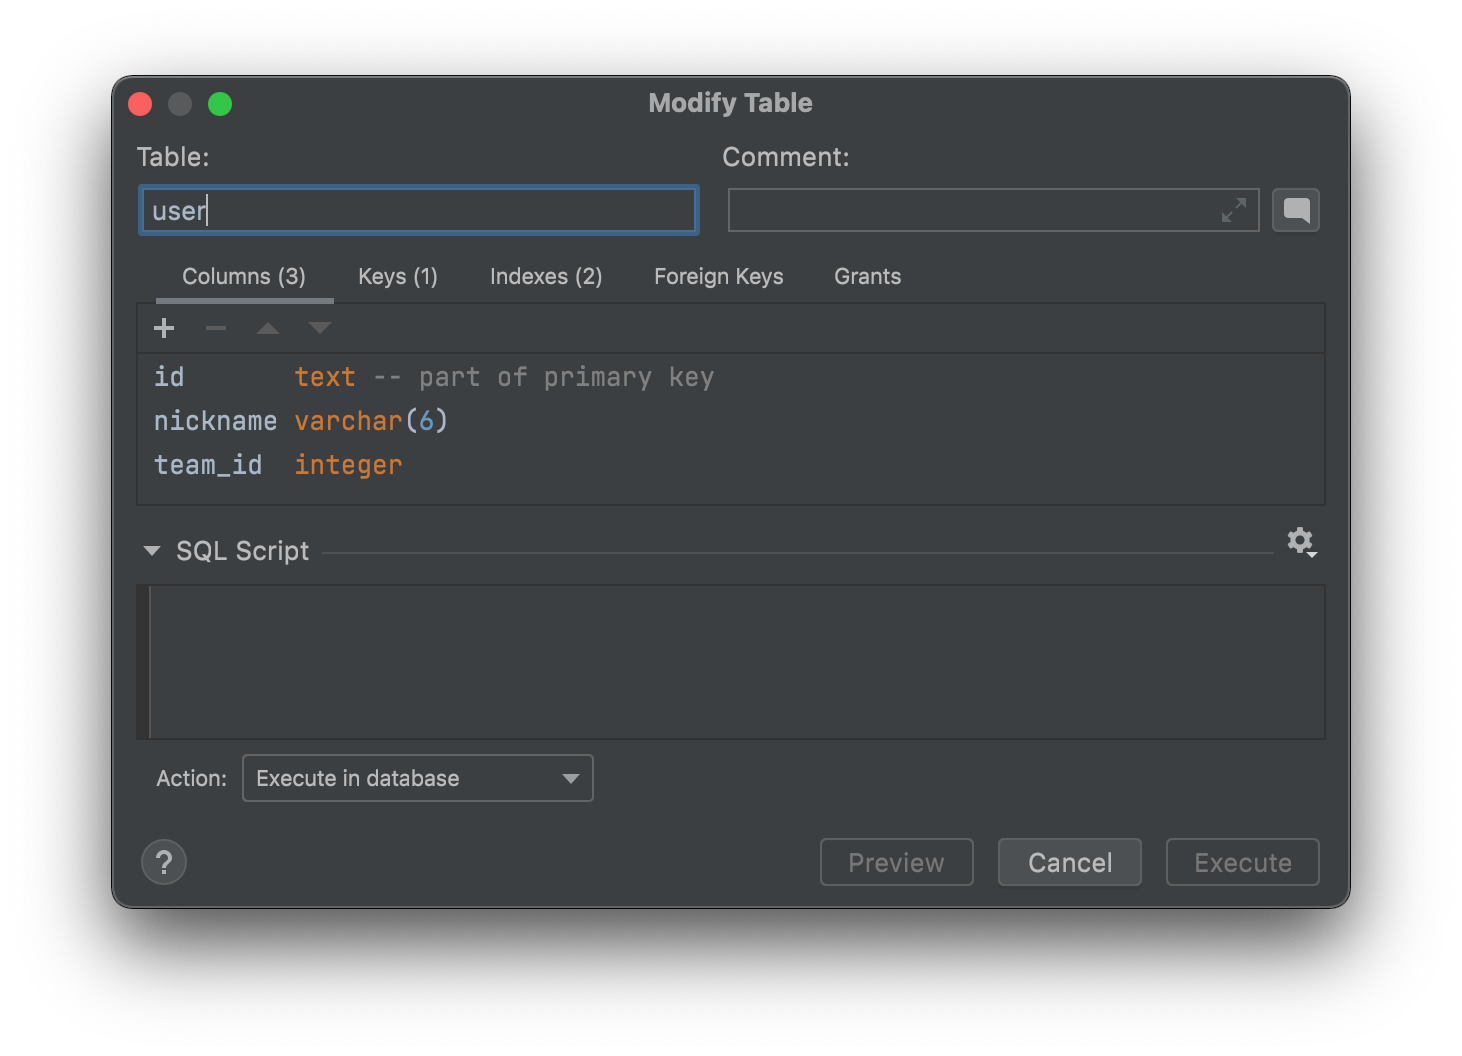 Modify Table
Table: Comment:
user
Columns (3) Keys (1) Indexes (2) Foreign Keys Grants
id text -- part of primary key
nickname varchar(6)
team_id integer
SQL Script
Action: Execute in database
? Preview Cancel Execute